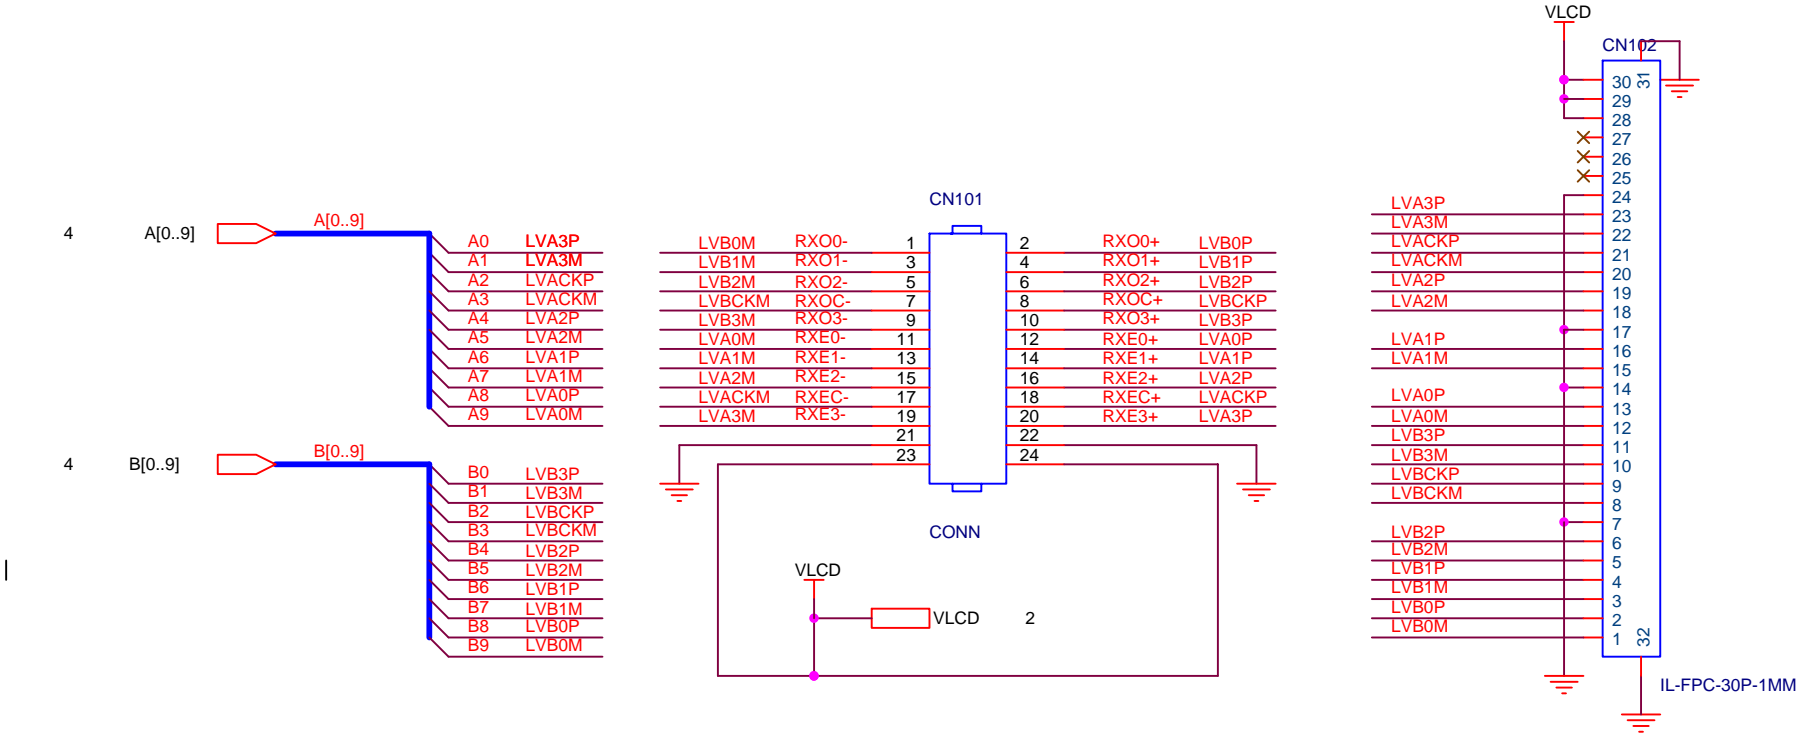 VLCD
CN102
30 31
29
28
27
26
25
24
LVA3P 23
LVA3M 22
LVACKP 21
LVACKM 20
LVA2P 19
LVA2M 18
17
LVA1P 16
LVA1M 15
14
LVA0P 13
LVA0M 12
LVB3P 11
LVB3M 10
LVBCKP 9
LVBCKM 8
7
LVB2P 6
LVB2M 5
LVB1P 4
LVB1M 3
LVB0P 2
LVB0M 1 32
IL-FPC-30P-1MM
4 A[0..9] A[0..9]
A0 LVA3P
A1 LVA3M
A2 LVACKP
A3 LVACKM
A4 LVA2P
A5 LVA2M
A6 LVA1P
A7 LVA1M
A8 LVA0P
A9 LVA0M
4 B[0..9] B[0..9]
B0 LVB3P
B1 LVB3M
B2 LVBCKP
B3 LVBCKM
B4 LVB2P
B5 LVB2M
B6 LVB1P
B7 LVB1M
B8 LVB0P
B9 LVB0M
CN101
LVB0M RXO0- 1 2 RXO0+ LVB0P
LVB1M RXO1- 3 4 RXO1+ LVB1P
LVB2M RXO2- 5 6 RXO2+ LVB2P
LVBCKM RXOC- 7 8 RXOC+ LVBCKP
LVB3M RXO3- 9 10 RXO3+ LVB3P
LVA0M RXE0- 11 12 RXE0+ LVA0P
LVA1M RXE1- 13 14 RXE1+ LVA1P
LVA2M RXE2- 15 16 RXE2+ LVA2P
LVACKM RXEC- 17 18 RXEC+ LVACKP
LVA3M RXE3- 19 20 RXE3+ LVA3P
21 22
23 24
CONN
VLCD
VLCD 2